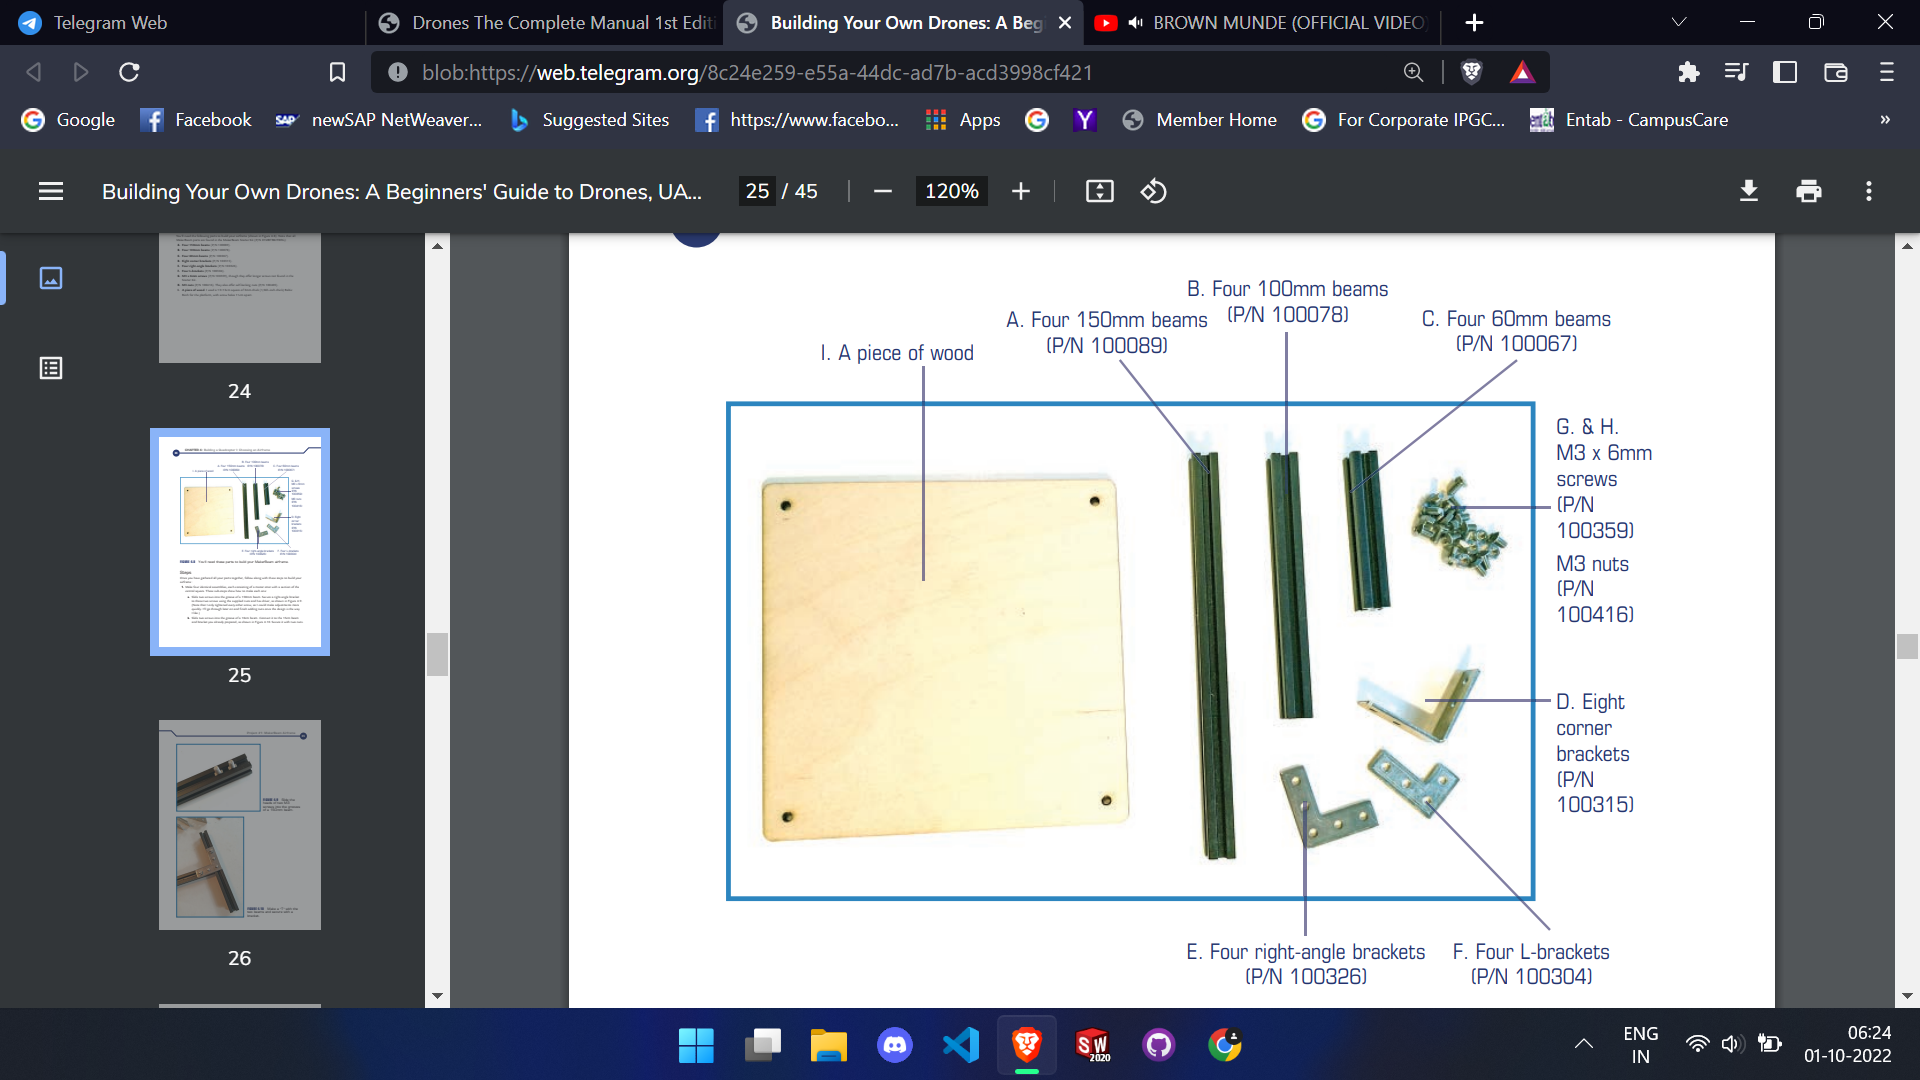 Telegram Web
Drones The Complete Manual 1st Editi
Building Your Own Drones: A Beg
BROWN MUNDE (OFFICIAL VIDEO)
blob:https://web.telegram.org/8c24e259-e55a-44dc-ad7b-acd3998cf421
Google
Facebook
SAP
newSAP NetWeaver...
Suggested Sites
https://www.facebo...
Apps
Member Home
For Corporate IPGC...
Entab - CampusCare
»
Building Your Own Drones: A Beginners' Guide to Drones, UA...
25 / 45
120%
24
25
26
B. Four 100mm beams
(P/N 100078)
A. Four 150mm beams
(P/N 100089)
C. Four 60mm beams
(P/N 100067)
I. A piece of wood
G. & H.
M3 x 6mm
screws
(P/N
100359)
M3 nuts
(P/N
100416)
D. Eight
corner
brackets
(P/N
100315)
E. Four right-angle brackets
(P/N 100326)
F. Four L-brackets
(P/N 100304)
SW
2020
ENG
IN
06:24
01-10-2022